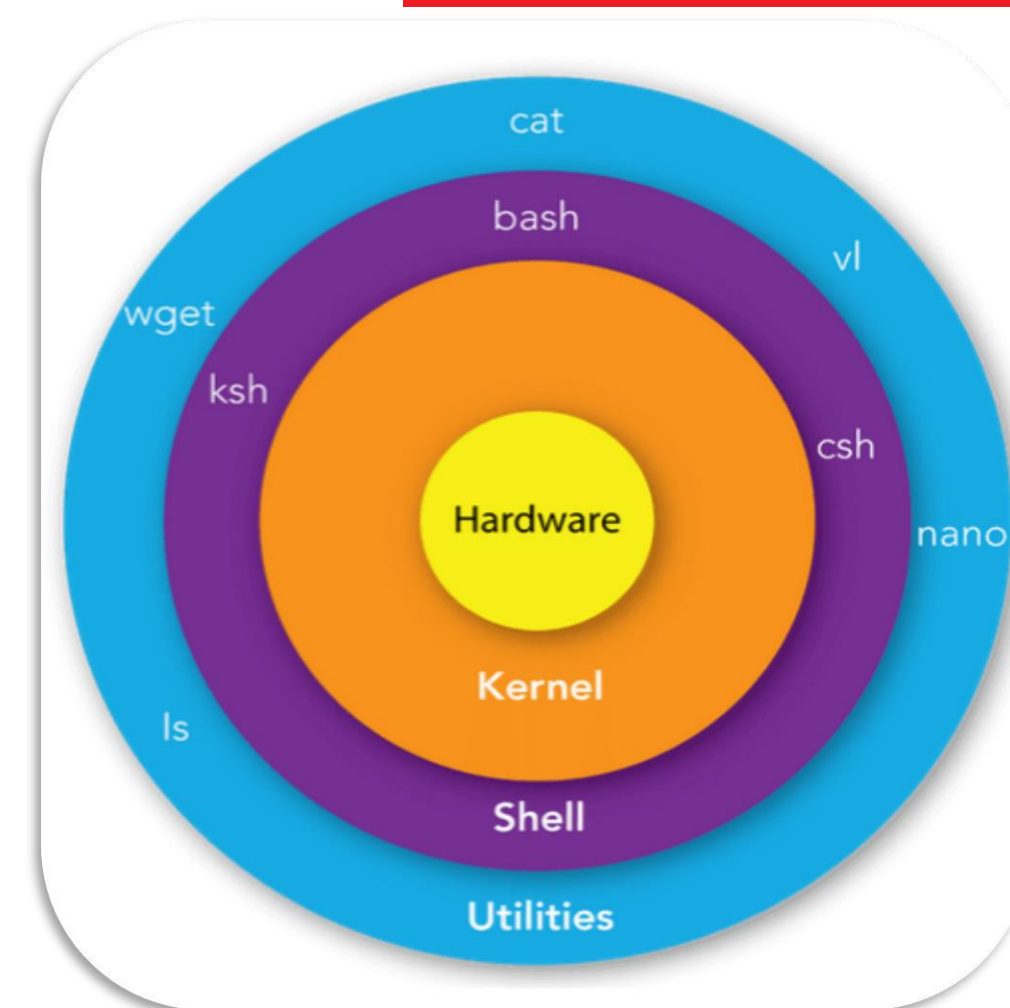 cat
bash
vl
wget
ksh
csh
Hardware
nano
Kernel
ls
Shell
Utilities